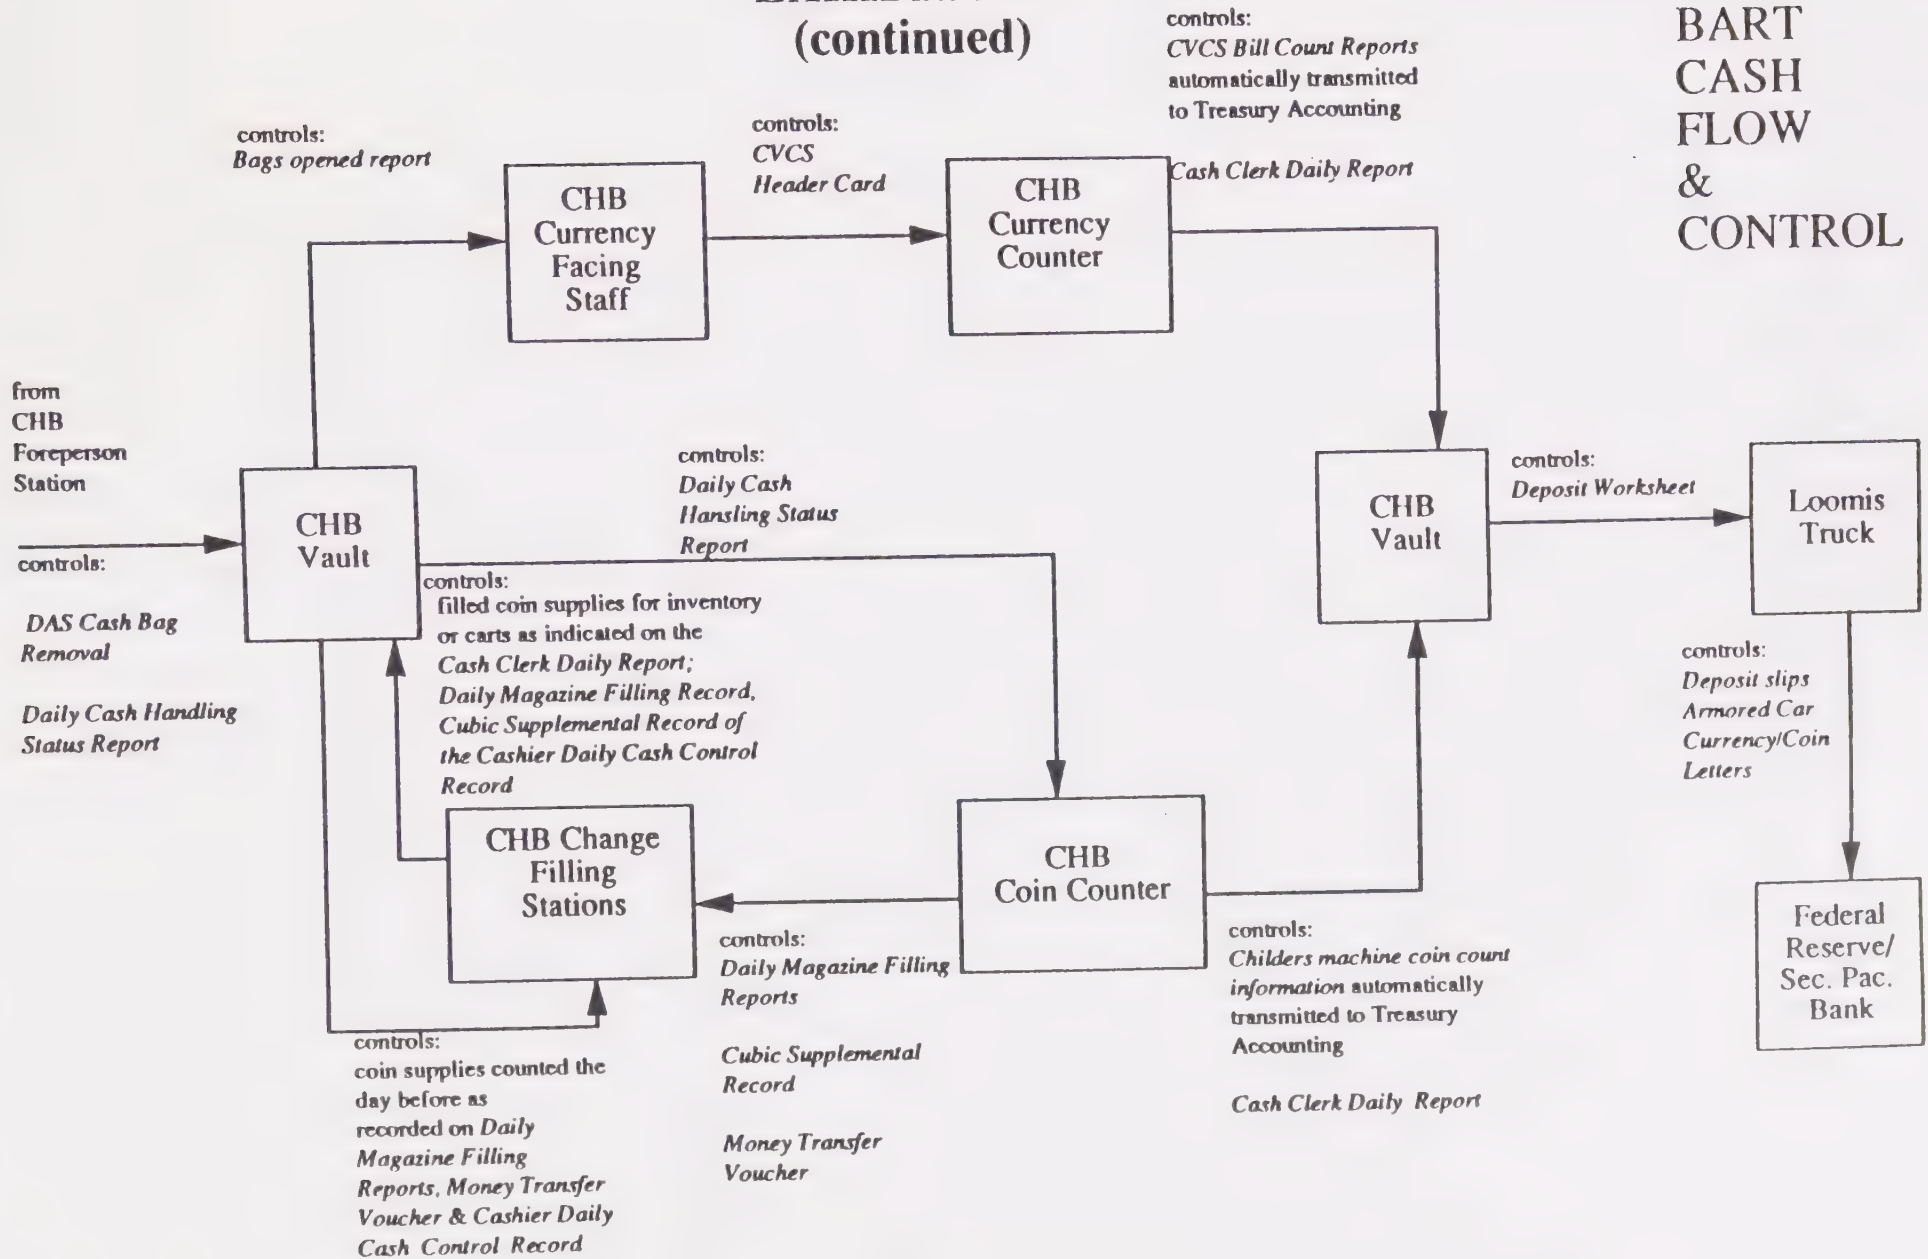 (continued)
BART
CASH
FLOW
&
CONTROL
controls:
CVCS Bill Count Reports
automatically transmitted
to Treasury Accounting
Cash Clerk Daily Report
controls:
Bags opened report
controls:
CVCS
Header Card
CHB
Currency
Facing
Staff
CHB
Currency
Counter
from
CHB
Foreperson
Station
controls:
DAS Cash Bag
Removal
Daily Cash Handling
Status Report
CHB
Vault
controls:
Daily Cash
Hansling Status
Report
controls:
filled coin supplies for inventory
or carts as indicated on the
Cash Clerk Daily Report;
Daily Magazine Filling Record,
Cubic Supplemental Record of
the Cashier Daily Cash Control
Record
CHB
Vault
controls:
Deposit Worksheet
Loomis
Truck
controls:
Deposit slips
Armored Car
Currency/Coin
Letters
CHB Change
Filling
Stations
CHB
Coin Counter
Federal
Reserve/
Sec. Pac.
Bank
controls:
Daily Magazine Filling
Reports
Cubic Supplemental
Record
Money Transfer
Voucher
controls:
Childers machine coin count
information automatically
transmitted to Treasury
Accounting
Cash Clerk Daily Report
controls:
coin supplies counted the
day before as
recorded on Daily
Magazine Filling
Reports, Money Transfer
Voucher & Cashier Daily
Cash Control Record